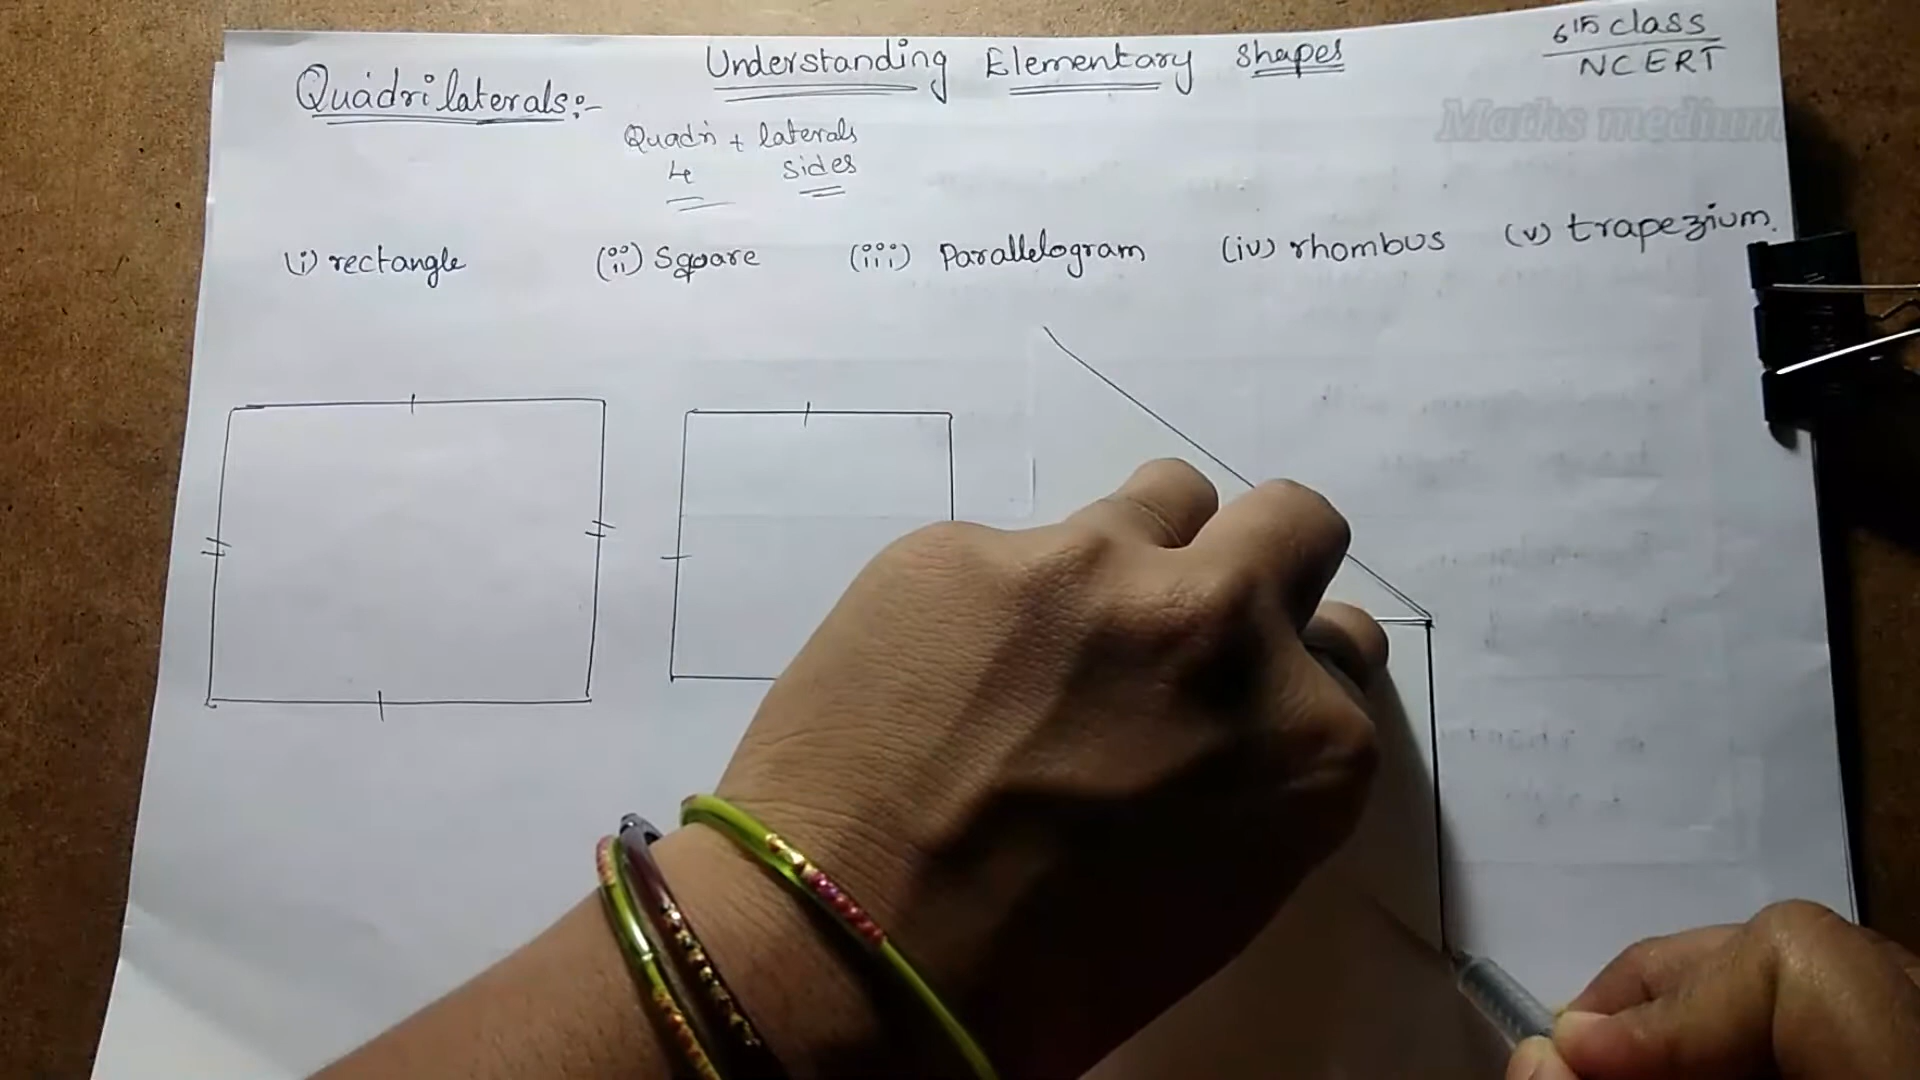 Understanding Elementary Shapes
6th class
NCERT
Quadrilaterals:-
Maths medium
Quadri + laterals
4 sides
(i) rectangle (ii) Square (iii) Parallelogram (iv) rhombus (v) trapezium.